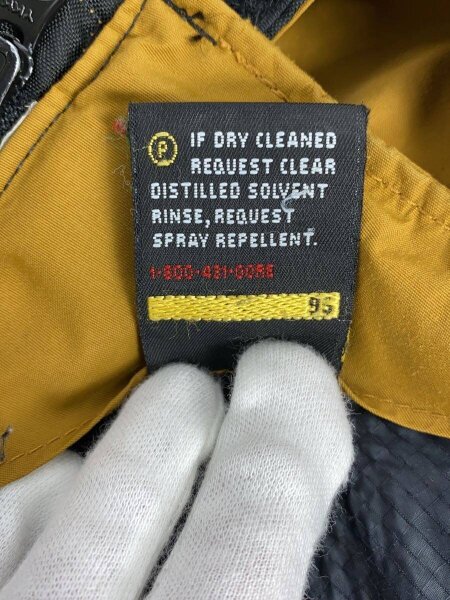 Ⓟ IF DRY CLEANED
REQUEST CLEAR
DISTILLED SOLVENT
RINSE, REQUEST
SPRAY REPELLENT.
1-800-431-GORE
95